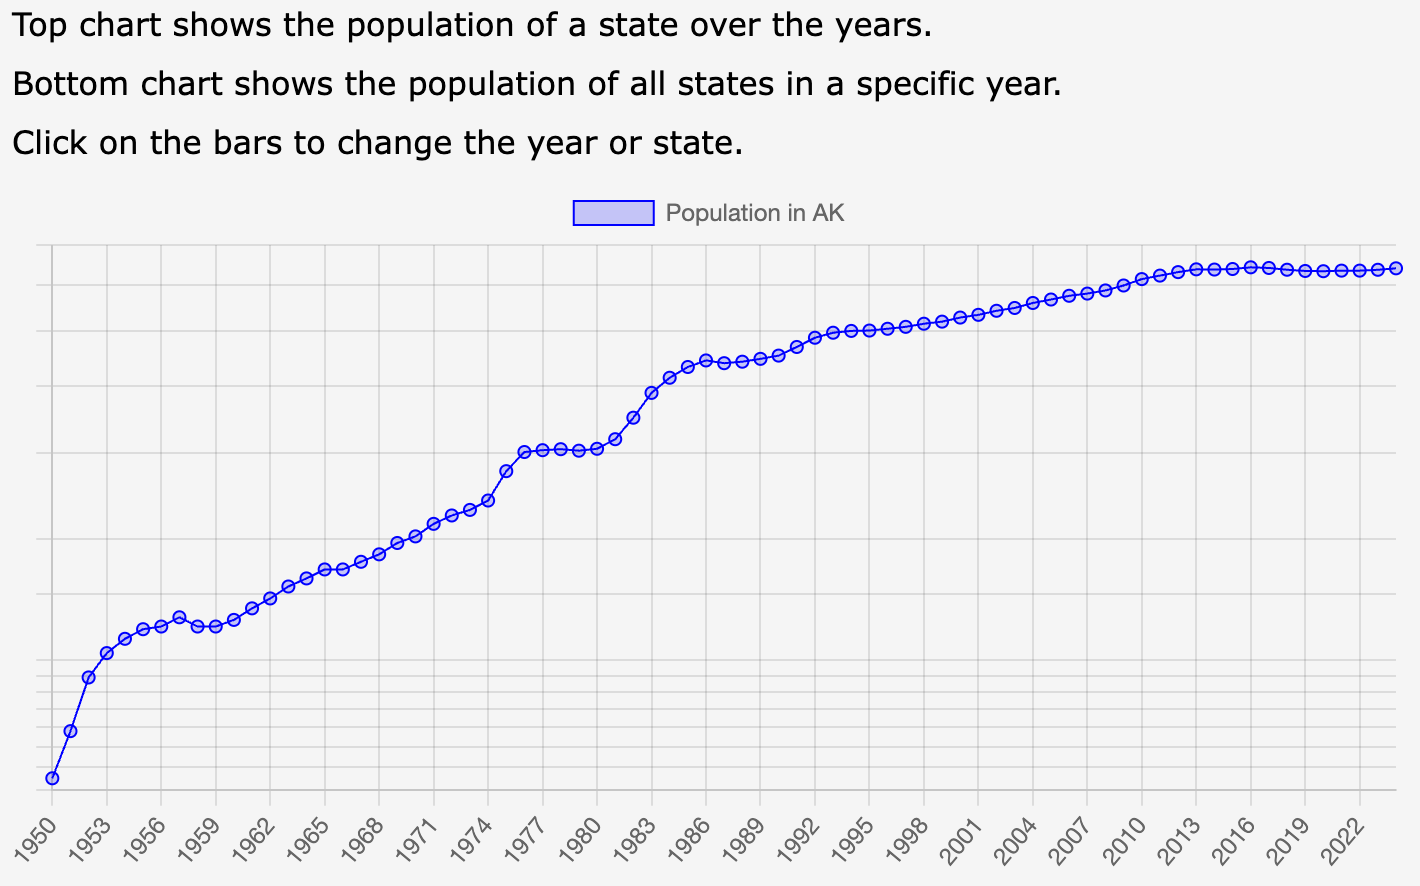 Top chart shows the population of a state over the years.
Bottom chart shows the population of all states in a specific year.
Click on the bars to change the year or state.
Population in AK
1950 1953 1956 1959 1962 1965 1968 1971 1974 1977 1980 1983 1986 1989 1992 1995 1998 2001 2004 2007 2010 2013 2016 2019 2022